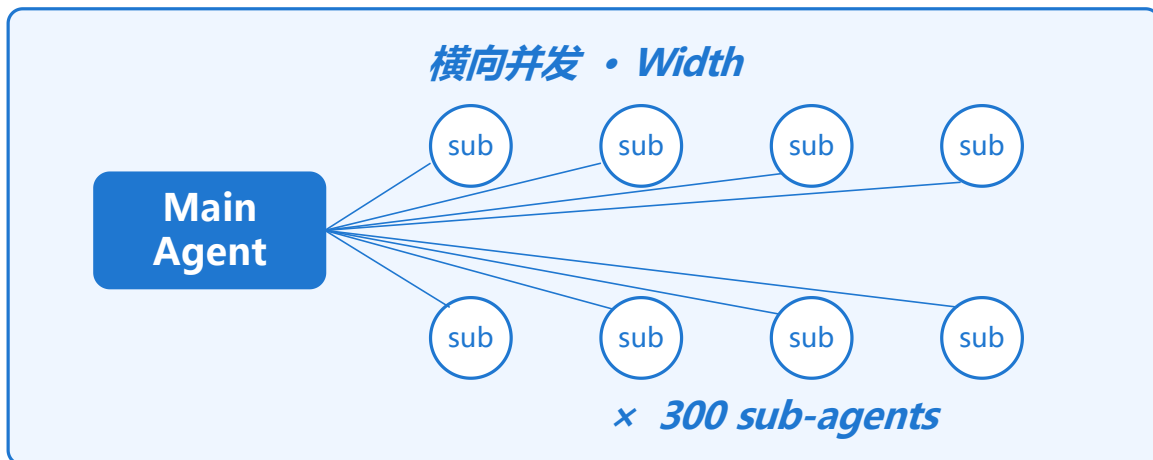 横向并发 • Width
sub sub sub sub
Main
Agent
sub sub sub sub
× 300 sub-agents